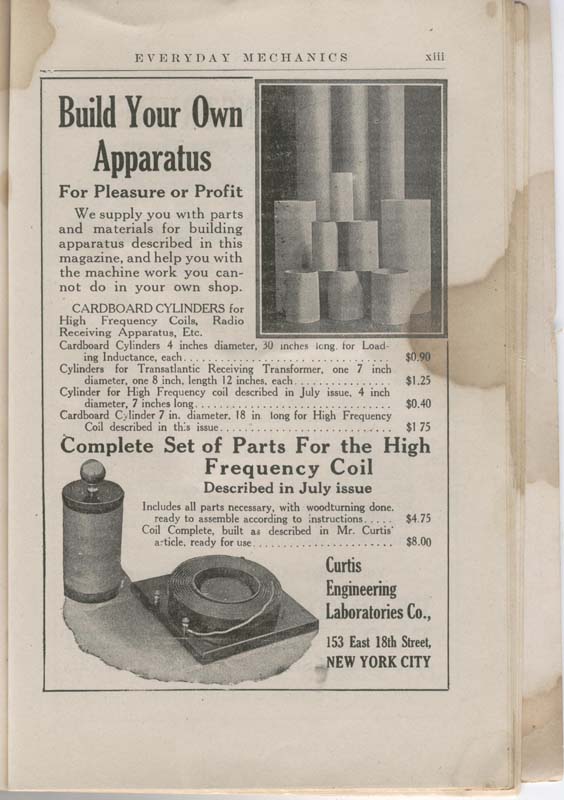 EVERYDAY MECHANICS xiii
Build Your Own
Apparatus
For Pleasure or Profit
We supply you with parts
and materials for building
apparatus described in this
magazine, and help you with
the machine work you can-
not do in your own shop.
CARDBOARD CYLINDERS for
High Frequency Coils, Radio
Receiving Apparatus, Etc.
Cardboard Cylinders 4 inches diameter, 30 inches long, for Load-
ing Inductance, each.............................. $0.90
Cylinders for Transatlantic Receiving Transformer, one 7 inch
diameter, one 8 inch, length 12 inches, each.............. $1.25
Cylinder for High Frequency coil described in July issue, 4 inch
diameter, 7 inches long.............................. $0.40
Cardboard Cylinder 7 in. diameter, 18 in. long for High Frequency
Coil described in this issue.............................. $1 75
Complete Set of Parts For the High
Frequency Coil
Described in July issue
Includes all parts necessary, with woodturning done,
ready to assemble according to instructions..... $4.75
Coil Complete, built as described in Mr. Curtis'
article, ready for use.............................. $8.00
Curtis
Engineering
Laboratories Co.,
153 East 18th Street,
NEW YORK CITY